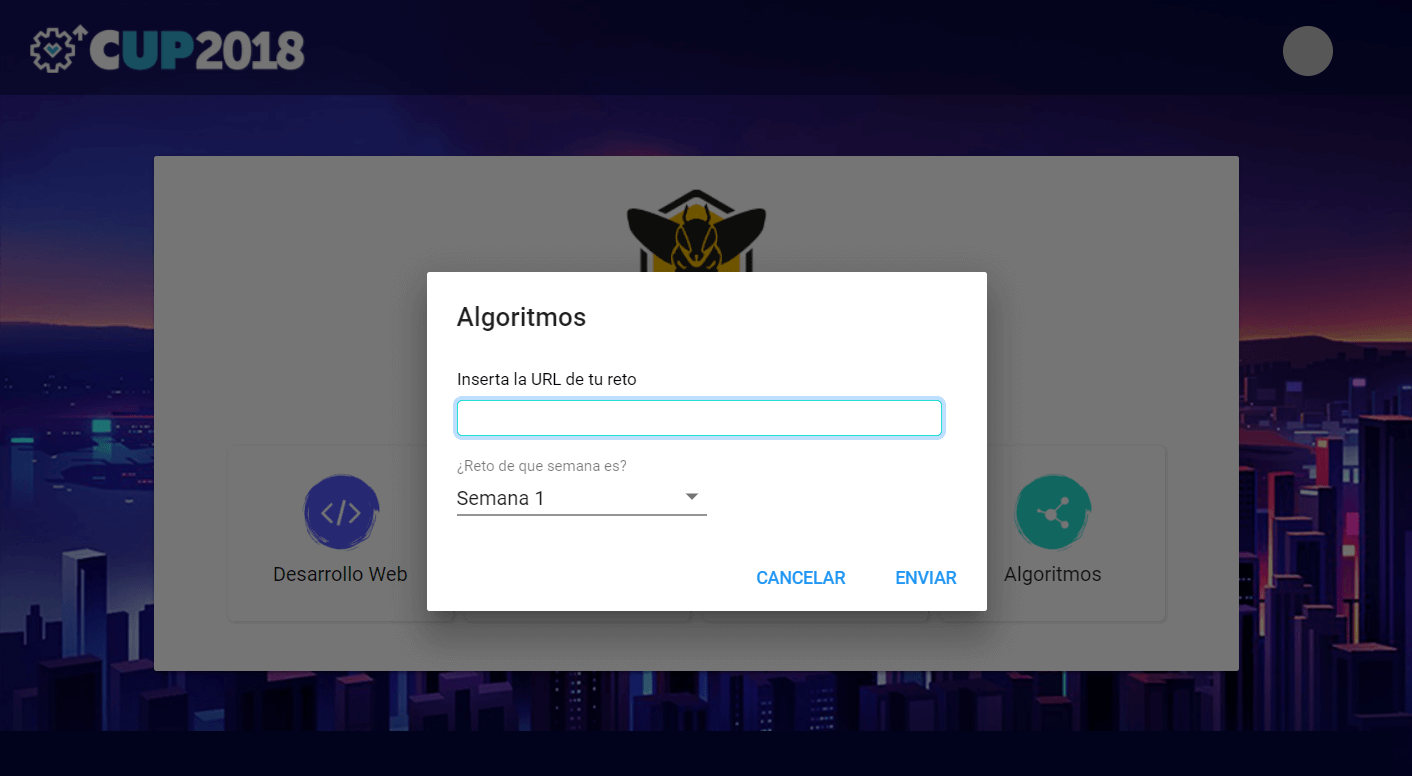 CUP2018
Algoritmos
Inserta la URL de tu reto
¿Reto de que semana es?
Semana 1
CANCELAR ENVIAR
Desarrollo Web
Algoritmos